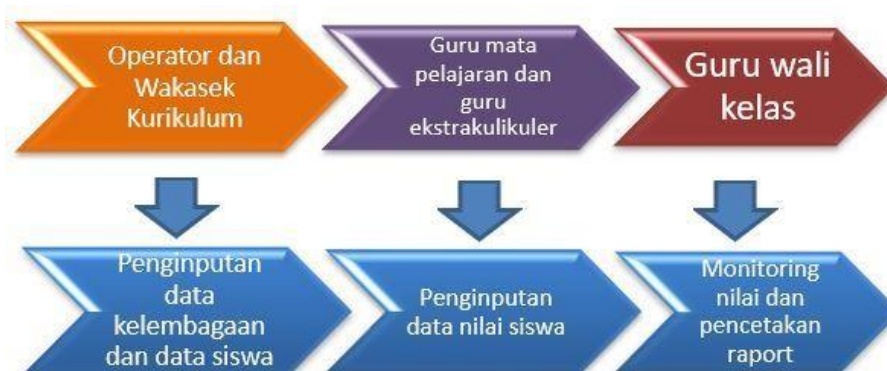 Operator dan
Wakasek
Kurikulum
Guru mata
pelajaran dan
guru
ekstrakulikuler
Guru wali
kelas
Penginputan
data
kelembagaan
dan data siswa
Penginputan
data nilai siswa
Monitoring
nilai dan
pencetakan
raport